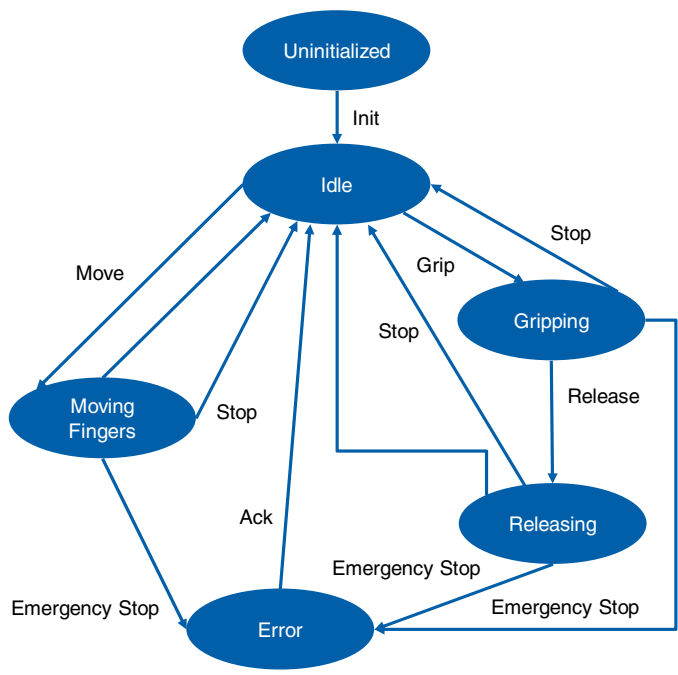 Uninitialized
Init
Idle
Stop
Grip
Move
Gripping
Stop
Release
Moving
Fingers
Stop
Ack
Releasing
Emergency Stop
Emergency Stop
Emergency Stop
Error